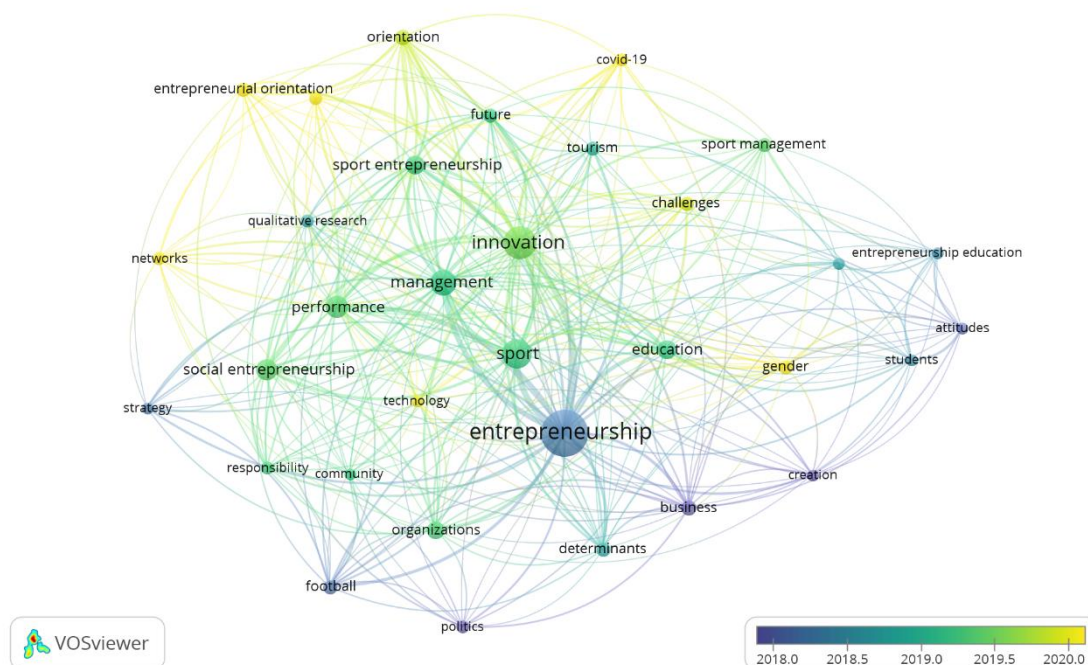 orientation
covid-19
entrepreneurial orientation
future
sport management
tourism
sport entrepreneurship
challenges
qualitative research
innovation
entrepreneurship education
networks
management
performance
attitudes
sport
education
students
gender
social entrepreneurship
technology
strategy
entrepreneurship
responsibility
community
creation
business
organizations
determinants
football
politics
VOSviewer
2018.0 2018.5 2019.0 2019.5 2020.0